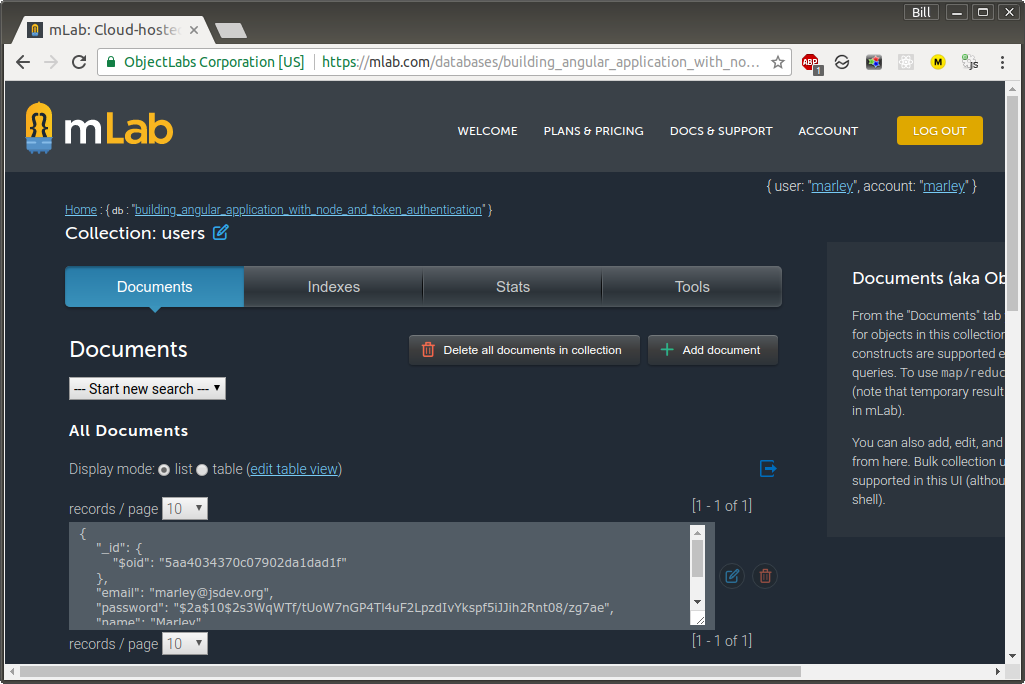 Bill
mLab: Cloud-hoste
ObjectLabs Corporation [US] https://mlab.com/databases/building_angular_application_with_no...
ABP 1 M js
mLab WELCOME PLANS & PRICING DOCS & SUPPORT ACCOUNT LOG OUT
{ user: "marley", account: "marley" }
Home : { db : "building_angular_application_with_node_and_token_authentication" }
Collection: users
Documents Indexes Stats Tools
Documents
Delete all documents in collection
Add document
--- Start new search ---
All Documents
Display mode: list table (edit table view)
records / page 10 [1 - 1 of 1]
{
"_id": {
"$oid": "5aa4034370c07902da1dad1f"
},
"email": "marley@jsdev.org",
"password": "$2a$10$2s3WqWTf/tUoW7nGP4Tl4uF2LpzdIvYkspf5iJJih2Rnt08/zg7ae",
"name": "Marley"
records / page 10 [1 - 1 of 1]
Documents (aka Ob
From the "Documents" tab
for objects in this collection
constructs are supported e
queries. To use map/reduc
(note that temporary result
in mLab).
You can also add, edit, and
from here. Bulk collection u
supported in this UI (althou
shell).